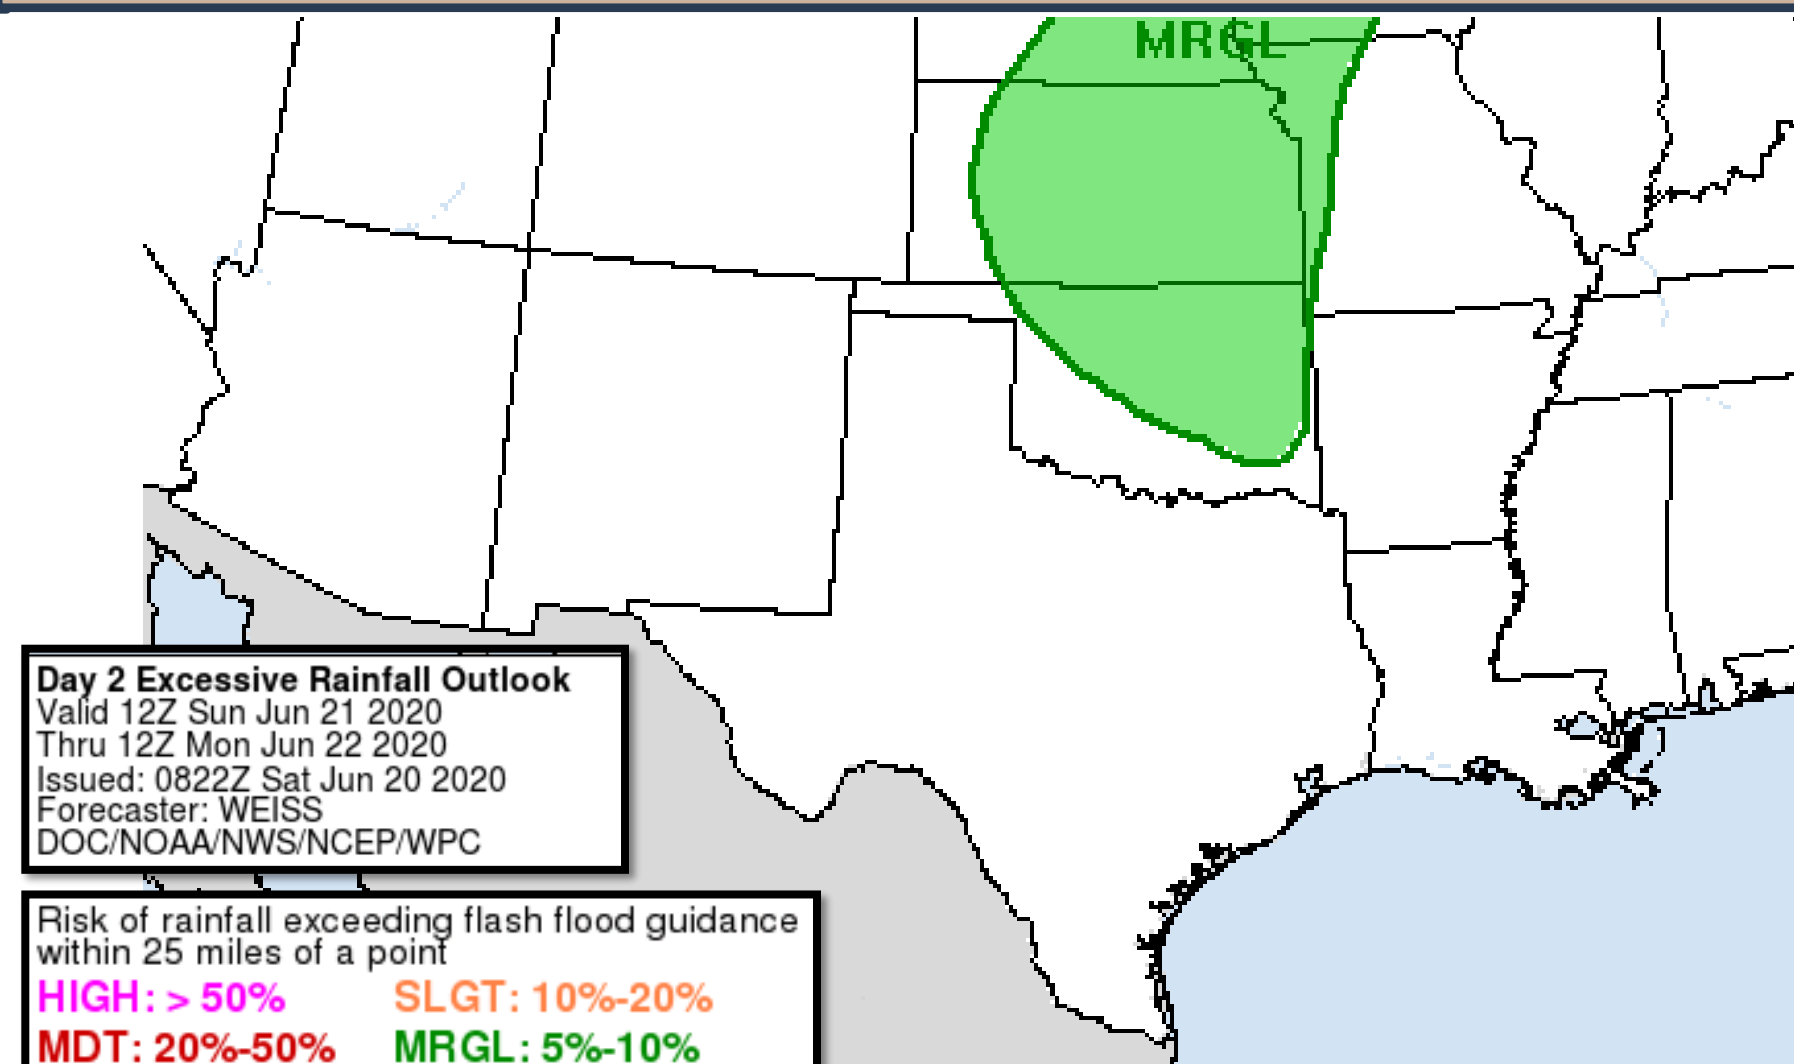 MRGL
Day 2 Excessive Rainfall Outlook
Valid 12Z Sun Jun 21 2020
Thru 12Z Mon Jun 22 2020
Issued: 0822Z Sat Jun 20 2020
Forecaster: WEISS
DOC/NOAA/NWS/NCEP/WPC
Risk of rainfall exceeding flash flood guidance
within 25 miles of a point
HIGH: > 50% SLGT: 10%-20%
MDT: 20%-50% MRGL: 5%-10%